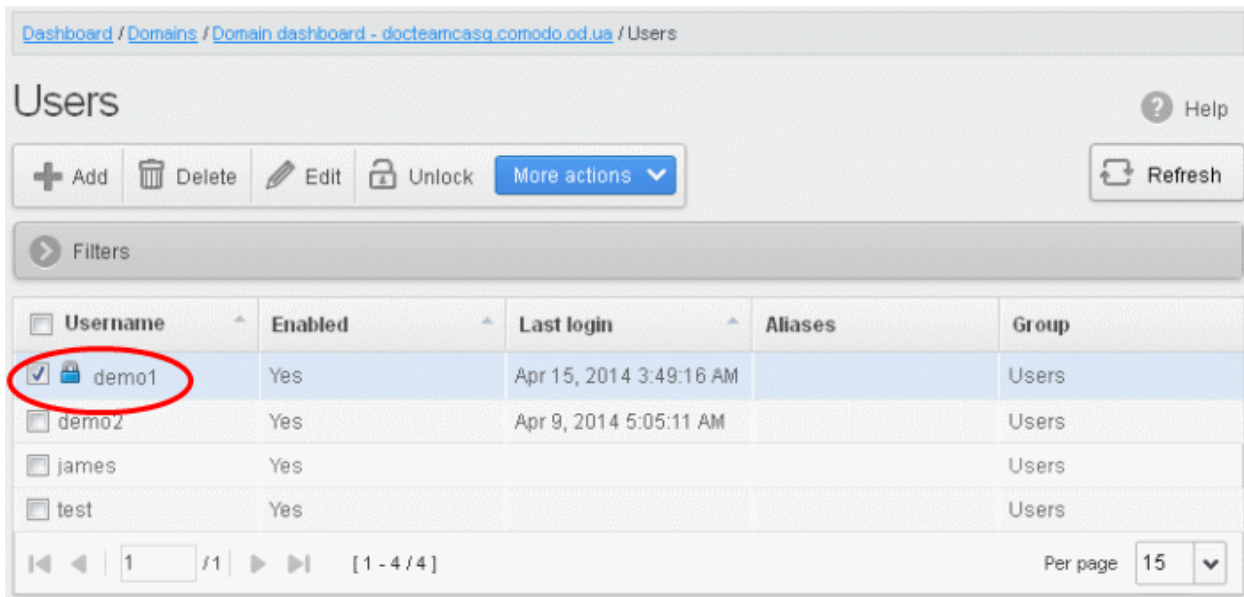 Dashboard / Domains / Domain dashboard - docteamcasg.comodo.od.ua / Users
Users
Help
Add Delete Edit Unlock More actions Refresh
Filters
Username Enabled Last login Aliases Group
demo1 Yes Apr 15, 2014 3:49:16 AM Users
demo2 Yes Apr 9, 2014 5:05:11 AM Users
james Yes Users
test Yes Users
1 /1 [1 - 4 / 4] Per page 15